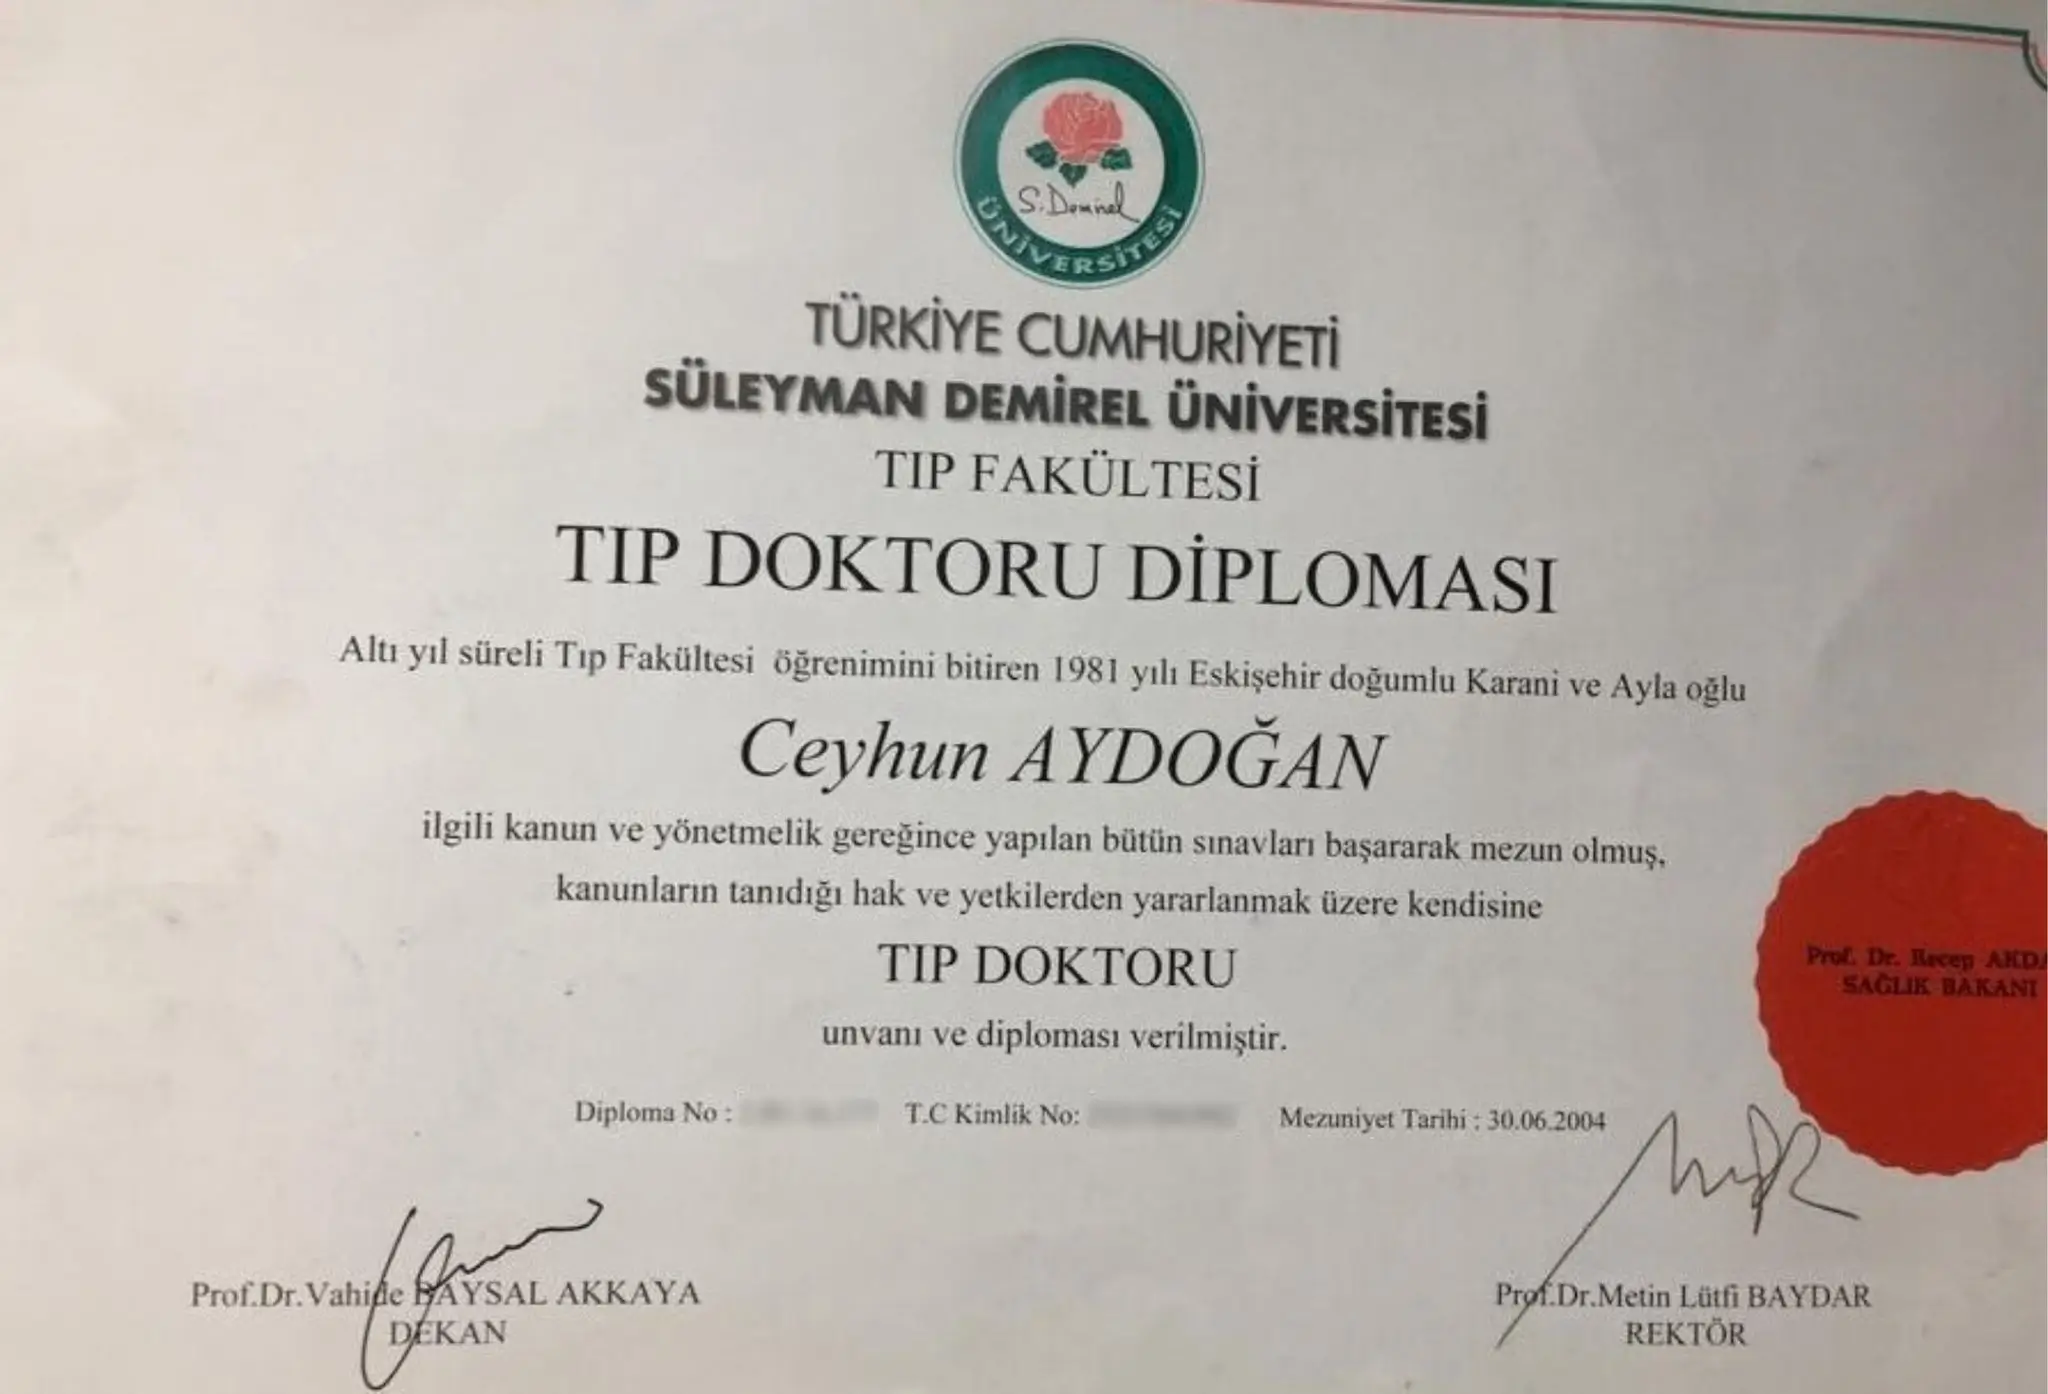 S. Demirel
ÜNİVERSİTESİ
TÜRKİYE CUMHURİYETİ
SÜLEYMAN DEMİREL ÜNİVERSİTESİ
TIP FAKÜLTESİ
TIP DOKTORU DİPLOMASI
Altı yıl süreli Tıp Fakültesi öğrenimini bitiren 1981 yılı Eskişehir doğumlu Karani ve Ayla oğlu
Ceyhun AYDOĞAN
ilgili kanun ve yönetmelik gereğince yapılan bütün sınavları başararak mezun olmuş,
kanunların tanıdığı hak ve yetkilerden yararlanmak üzere kendisine
TIP DOKTORU
unvanı ve diploması verilmiştir.
Prof. Dr. Recep AKDA
SAĞLIK BAKANI
Diploma No : T.C Kimlik No: Mezuniyet Tarihi : 30.06.2004
Prof.Dr.Vahide BAYSAL AKKAYA
DEKAN
Prof.Dr.Metin Lütfi BAYDAR
REKTÖR